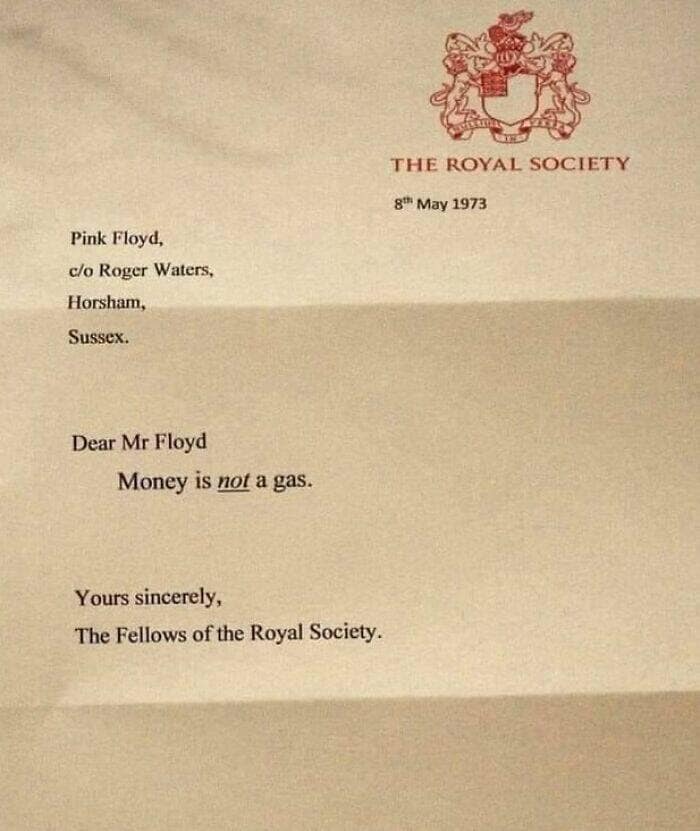 THE ROYAL SOCIETY
8th May 1973
Pink Floyd,
c/o Roger Waters,
Horsham,
Sussex.
Dear Mr Floyd
Money is not a gas.
Yours sincerely,
The Fellows of the Royal Society.